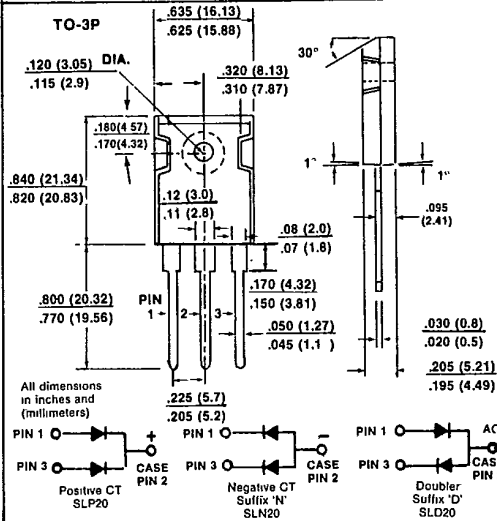 TO-3P
.635 (16.13)
.625 (15.88)
.120 (3.05) DIA.
.115 (2.9)
.320 (8.13)
.310 (7.87)
30°
.180(4 57)
.170(4.32)
.840 (21.34)
.820 (20.83)
.12 (3.0)
.11 (2.8)
1°
1°
.095
(2.41)
.08 (2.0)
.07 (1.8)
.800 (20.32)
.770 (19.56)
PIN
1 2 3
.170 (4.32)
.150 (3.81)
.050 (1.27)
.045 (1.1 )
.030 (0.8)
.020 (0.5)
.225 (5.7)
.205 (5.2)
.205 (5.21)
.195 (4.49)
All dimensions
in inches and
(millimeters)
PIN 1 +
PIN 3 CASE
PIN 2
Positive CT
SLP20
PIN 1 −
PIN 3 CASE
PIN 2
Negative CT
Suffix 'N'
SLN20
PIN 1 AC
PIN 3 CAS
PIN
Doubler
Suffix 'D'
SLD20